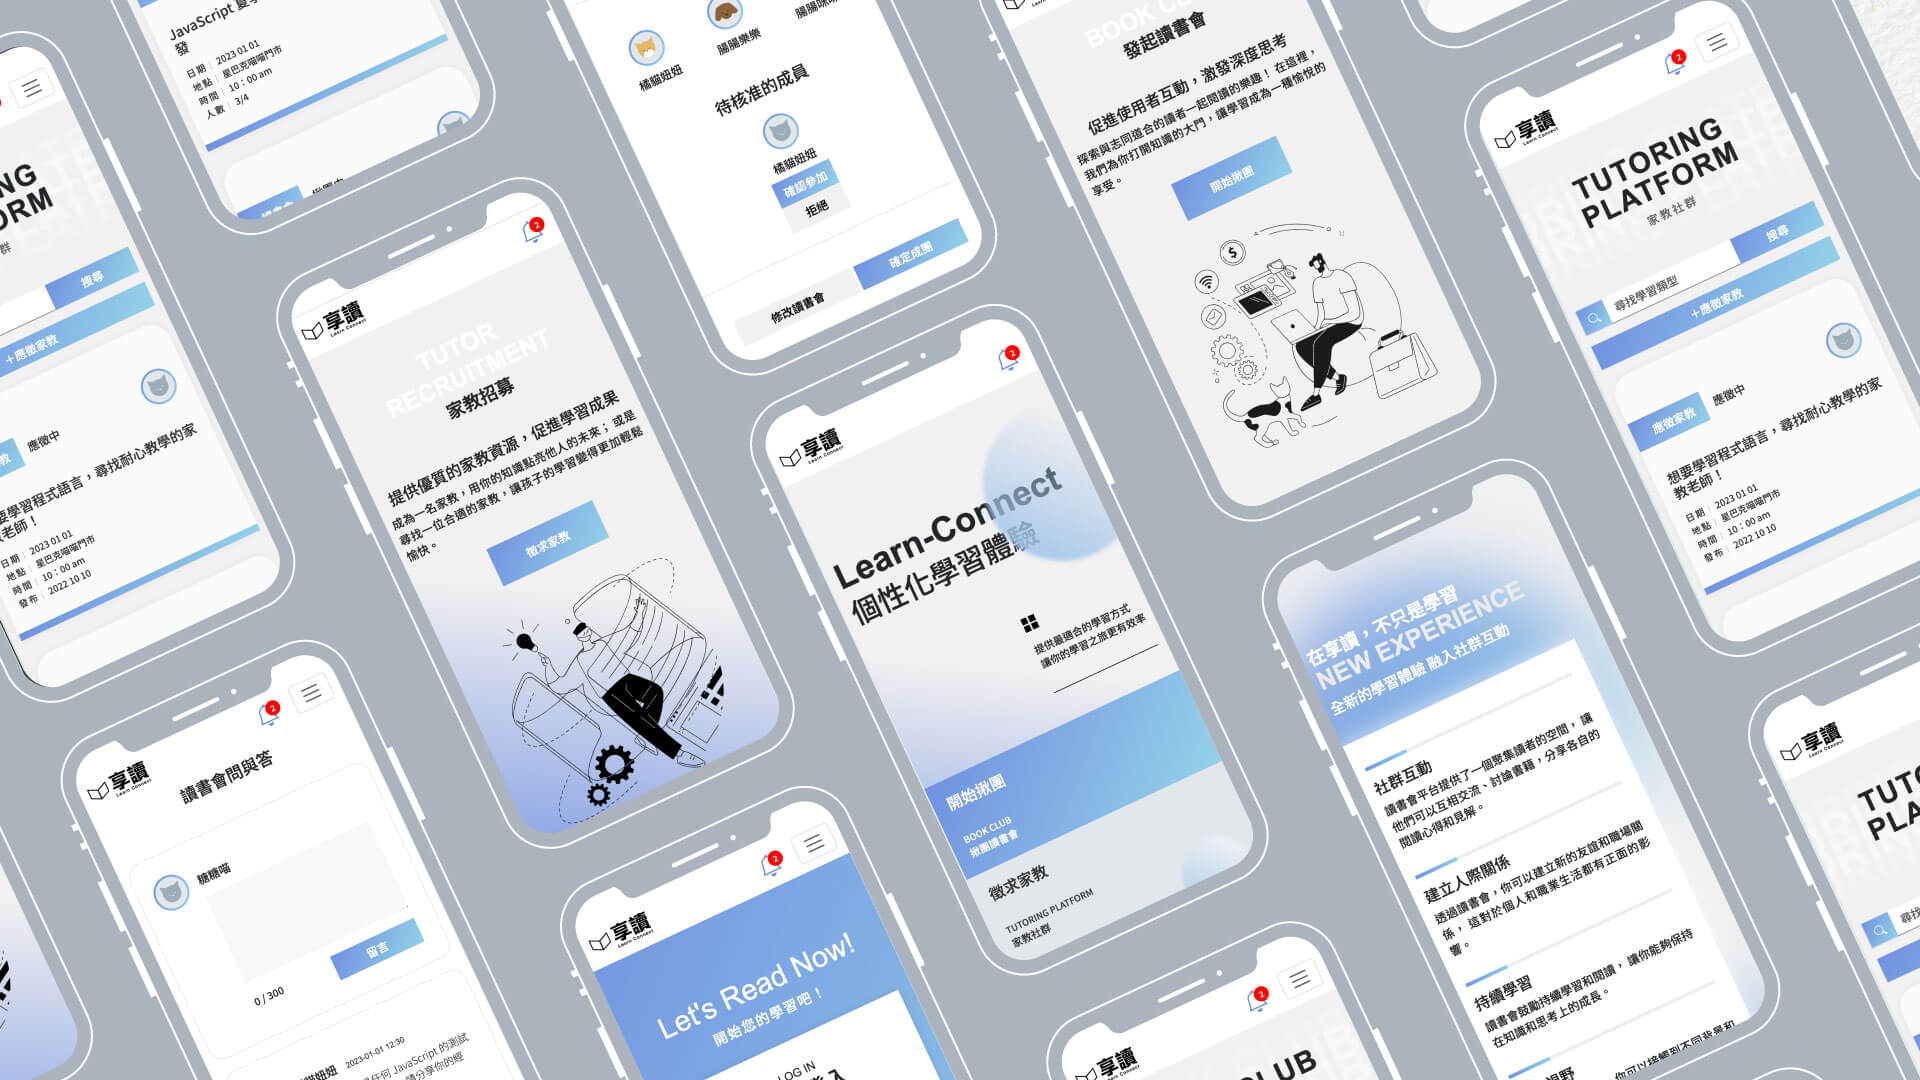 JavaScript 夏季
發
日期 2023 01 01
地點 星巴克喵喵門市
時間 10：00 am
人數 3/4
橘貓妞妞
腸腸樂樂
待核准的成員
橘貓妞妞
確認參加
拒絕
修改讀書會
確定成團
BOOK CLUB
發起讀書會
促進使用者互動，激發深度思考
探索與志同道合的讀者一起閱讀的樂趣！ 在這裡，
我們為你打開知識的大門，讓學習成為一種愉悅的
享受。
開始揪團
2
享讀
Learn Connect
TUTORING
PLATFORM
家教社群
尋找學習類型
搜尋
＋應徵家教
應徵家教
應徵中
想要學習程式語言，尋找耐心教學的家
教老師！
日期 2023 01 01
地點 星巴克喵喵門市
時間 10：00 am
發布 2022 10 10
NG
ORM
群
搜尋
＋應徵家教
教
應徵中
要學習程式語言，尋找耐心教學的家
老師！
日期 2023 01 01
地點 星巴克喵喵門市
時間 10：00 am
發布 2022 10 10
2
享讀
Learn Connect
TUTOR
RECRUITMENT
家教招募
提供優質的家教資源，促進學習成果
成為一名家教，用你的知識點亮他人的未來； 或是
尋找一位合適的家教，讓孩子的學習變得更加輕鬆
愉快。
徵求家教
2
享讀
Learn Connect
Learn-Connect
個性化學習體驗
提供最適合的學習方式
讓你的學習之旅更有效率
開始揪團
BOOK CLUB
揪團讀書會
徵求家教
TUTORING PLATFORM
家教社群
在享讀，不只是學習
NEW EXPERIENCE
全新的學習體驗 融入社群互動
社群互動
讀書會平台提供了一個聚集讀者的空間， 讓
他們可以互相交流、討論書籍，分享各自的
閱讀心得和見解。
建立人際關係
透過讀書會，你可以建立新的友誼和職場關
係， 這對於個人和職業生活都有正面的影
響。
持續學習
讀書會鼓勵持續學習和閱讀， 讓你能夠保持
在知識和思考上的成長。
2
享讀
Learn Connect
讀書會問與答
糖糖喵
0 / 300
留言
貓妞妞 2023-01-01 12:30
任何 JavaScript 的測試
請分享你的經
2
享讀
Learn Connect
Let's Read Now!
開始您的學習吧！
LOG IN
登入
2
享讀
CLUB
享讀
Learn Connect
TUTO
PLA
尋找